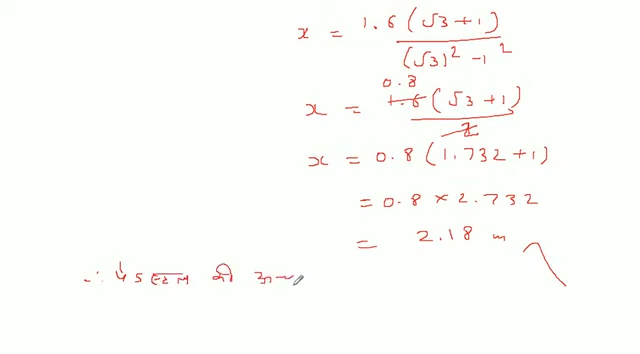 x = 1.6 (√3 + 1) / (√3)² - 1²
x = 0.8 1.6 (√3 + 1) / 2
x = 0.8 (1.732 + 1)
= 0.8 × 2.732
= 2.18 m
∴ की